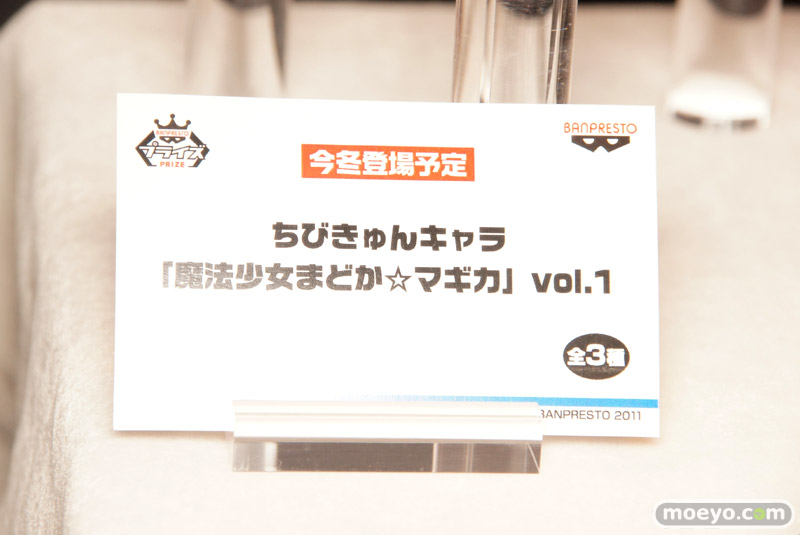 BANPRESTO
プライズ
PRIZE
BANPRESTO
今冬登場予定
ちびきゅんキャラ
「魔法少女まどか☆マギカ」 vol.1
全3種
BANPRESTO 2011
moeyo.com